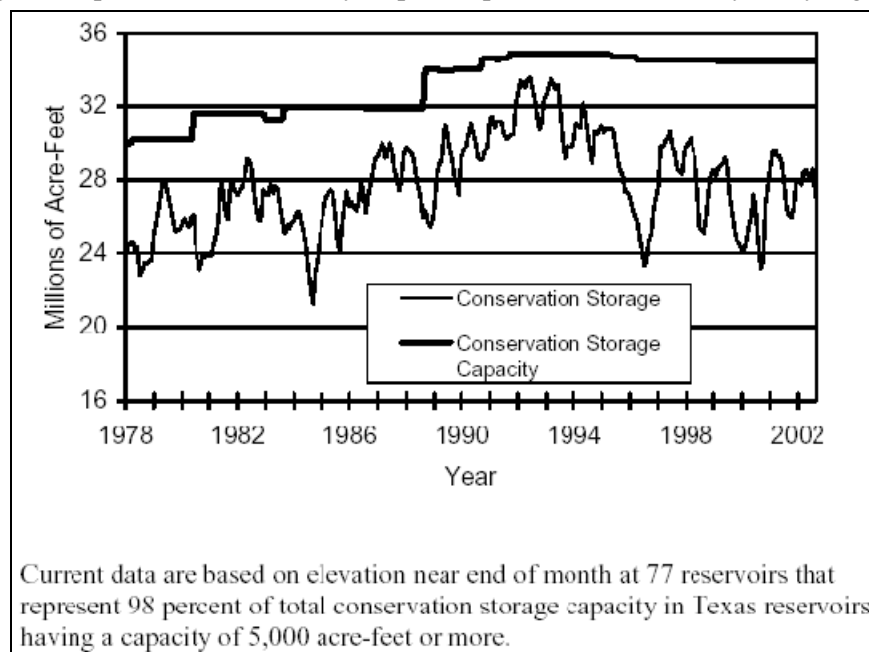 36
32
28
24
20
16
Millions of Acre-Feet
Conservation Storage
Conservation Storage
Capacity
1978 1982 1986 1990 1994 1998 2002
Year
Current data are based on elevation near end of month at 77 reservoirs that
represent 98 percent of total conservation storage capacity in Texas reservoirs
having a capacity of 5,000 acre-feet or more.